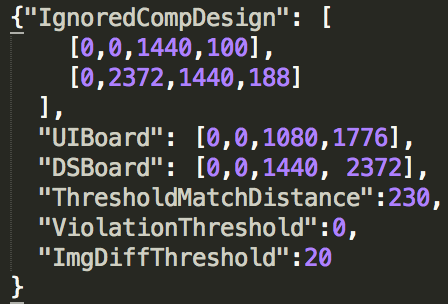 {"IgnoredCompDesign": [
[0,0,1440,100],
[0,2372,1440,188]
],
"UIBoard": [0,0,1080,1776],
"DSBoard": [0,0,1440, 2372],
"ThresholdMatchDistance":230,
"ViolationThreshold":0,
"ImgDiffThreshold":20
}